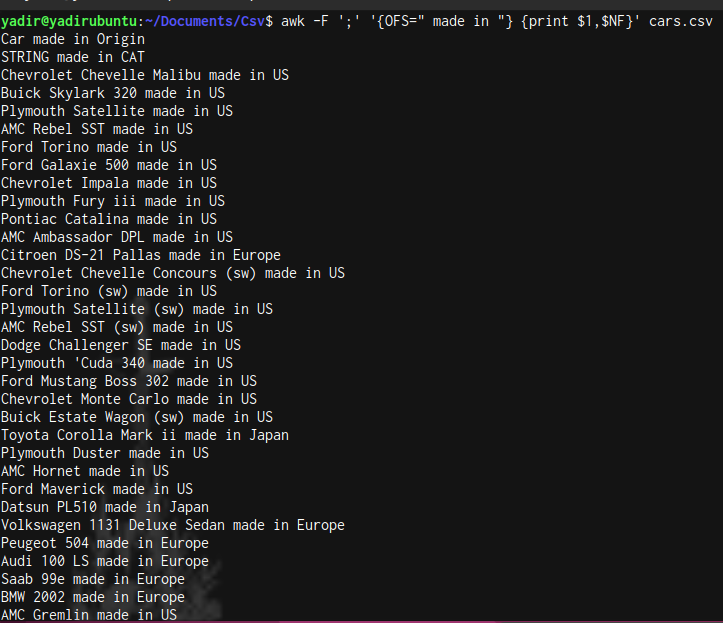 yadir@yadirubuntu:~/Documents/Csv$ awk -F ';' '{OFS=" made in "} {print $1,$NF}' cars.csv
Car made in Origin
STRING made in CAT
Chevrolet Chevelle Malibu made in US
Buick Skylark 320 made in US
Plymouth Satellite made in US
AMC Rebel SST made in US
Ford Torino made in US
Ford Galaxie 500 made in US
Chevrolet Impala made in US
Plymouth Fury iii made in US
Pontiac Catalina made in US
AMC Ambassador DPL made in US
Citroen DS-21 Pallas made in Europe
Chevrolet Chevelle Concours (sw) made in US
Ford Torino (sw) made in US
Plymouth Satellite (sw) made in US
AMC Rebel SST (sw) made in US
Dodge Challenger SE made in US
Plymouth 'Cuda 340 made in US
Ford Mustang Boss 302 made in US
Chevrolet Monte Carlo made in US
Buick Estate Wagon (sw) made in US
Toyota Corolla Mark ii made in Japan
Plymouth Duster made in US
AMC Hornet made in US
Ford Maverick made in US
Datsun PL510 made in Japan
Volkswagen 1131 Deluxe Sedan made in Europe
Peugeot 504 made in Europe
Audi 100 LS made in Europe
Saab 99e made in Europe
BMW 2002 made in Europe
AMC Gremlin made in US